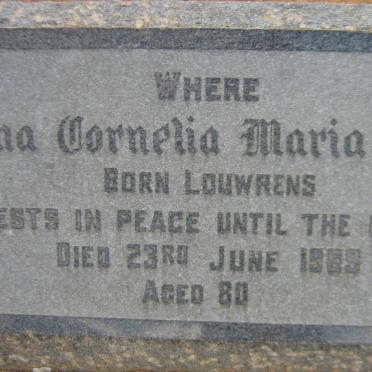 WHERE
na Cornelia Maria
BORN LOUWRENS
ESTS IN PEACE UNTIL THE
DIED 23RD JUNE 1969
AGED 80